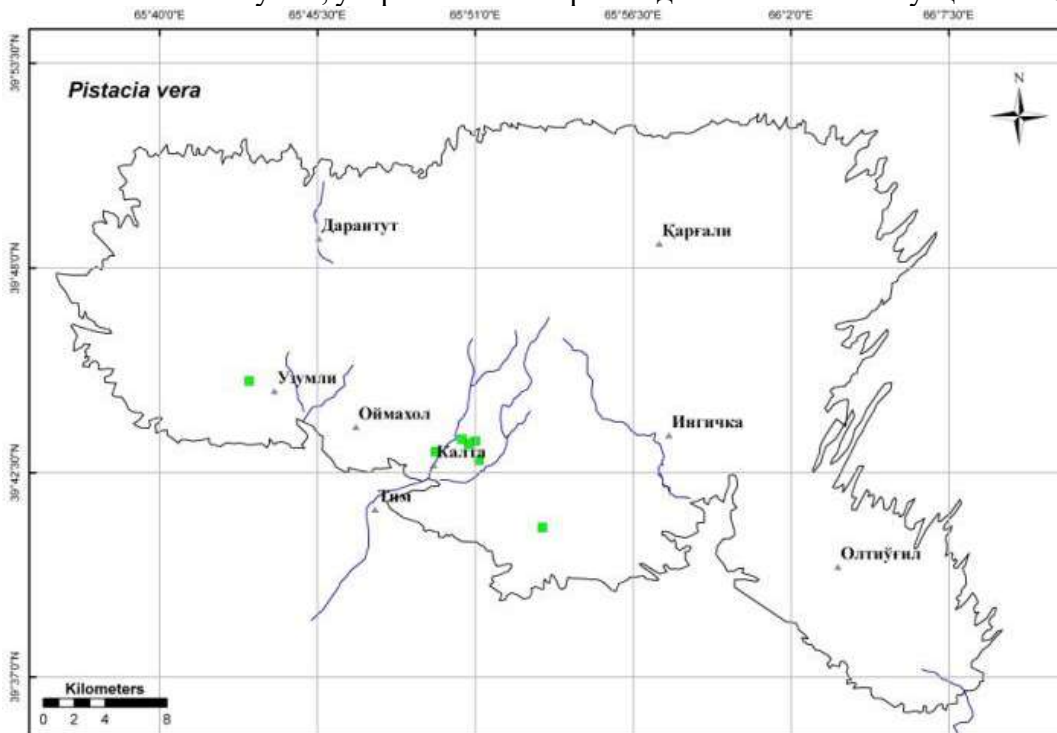 65°40'0"E 65°45'30"E 65°51'0"E 65°56'30"E 66°2'0"E 66°7'30"E
39°53'30"N
Pistacia vera
N
Дарантут
Қарғали
39°48'0"N
Узумли
Оймахол
Ингичка
Калта
39°42'30"N
Тим
Олтиўғил
39°37'0"N
Kilometers
0 2 4 8